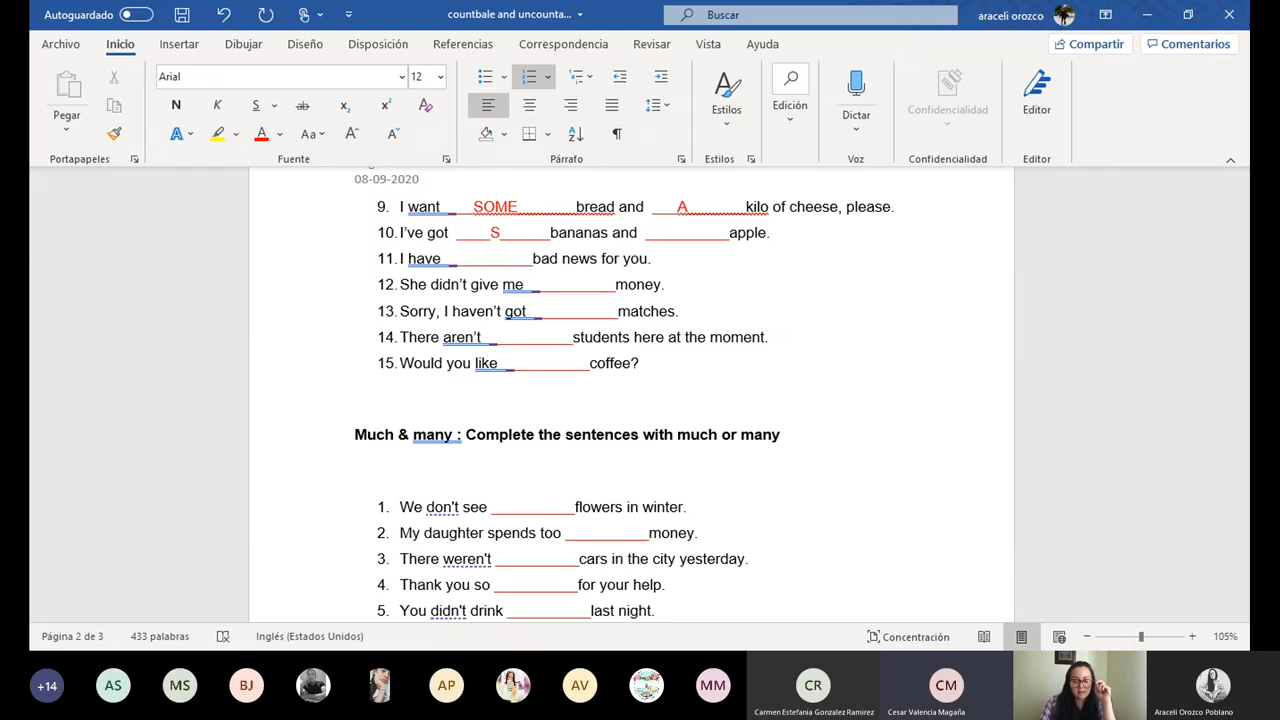 Autoguardado
countbale and uncounta...
Buscar
araceli orozco
Archivo Inicio Insertar Dibujar Diseño Disposición Referencias Correspondencia Revisar Vista Ayuda
Compartir Comentarios
Arial 12
Pegar N K S ab x₂ x² Aa
Estilos Edición Dictar Confidencialidad Editor
Portapapeles Fuente Párrafo Estilos Voz Confidencialidad Editor
08-09-2020
9. I want ___SOME_______bread and ___A_______kilo of cheese, please.
10. I've got ____S______bananas and __________apple.
11. I have __________bad news for you.
12. She didn't give me __________money.
13. Sorry, I haven't got __________matches.
14. There aren't __________students here at the moment.
15. Would you like __________coffee?
Much & many : Complete the sentences with much or many
1. We don't see __________flowers in winter.
2. My daughter spends too __________money.
3. There weren't __________cars in the city yesterday.
4. Thank you so __________for your help.
5. You didn't drink __________last night.
Página 2 de 3 433 palabras Inglés (Estados Unidos) Concentración 105%
+14 AS MS BJ AP AV MM CR CM
Carmen Estefania Gonzalez Ramirez Cesar Valencia Magaña Araceli Orozco Poblano